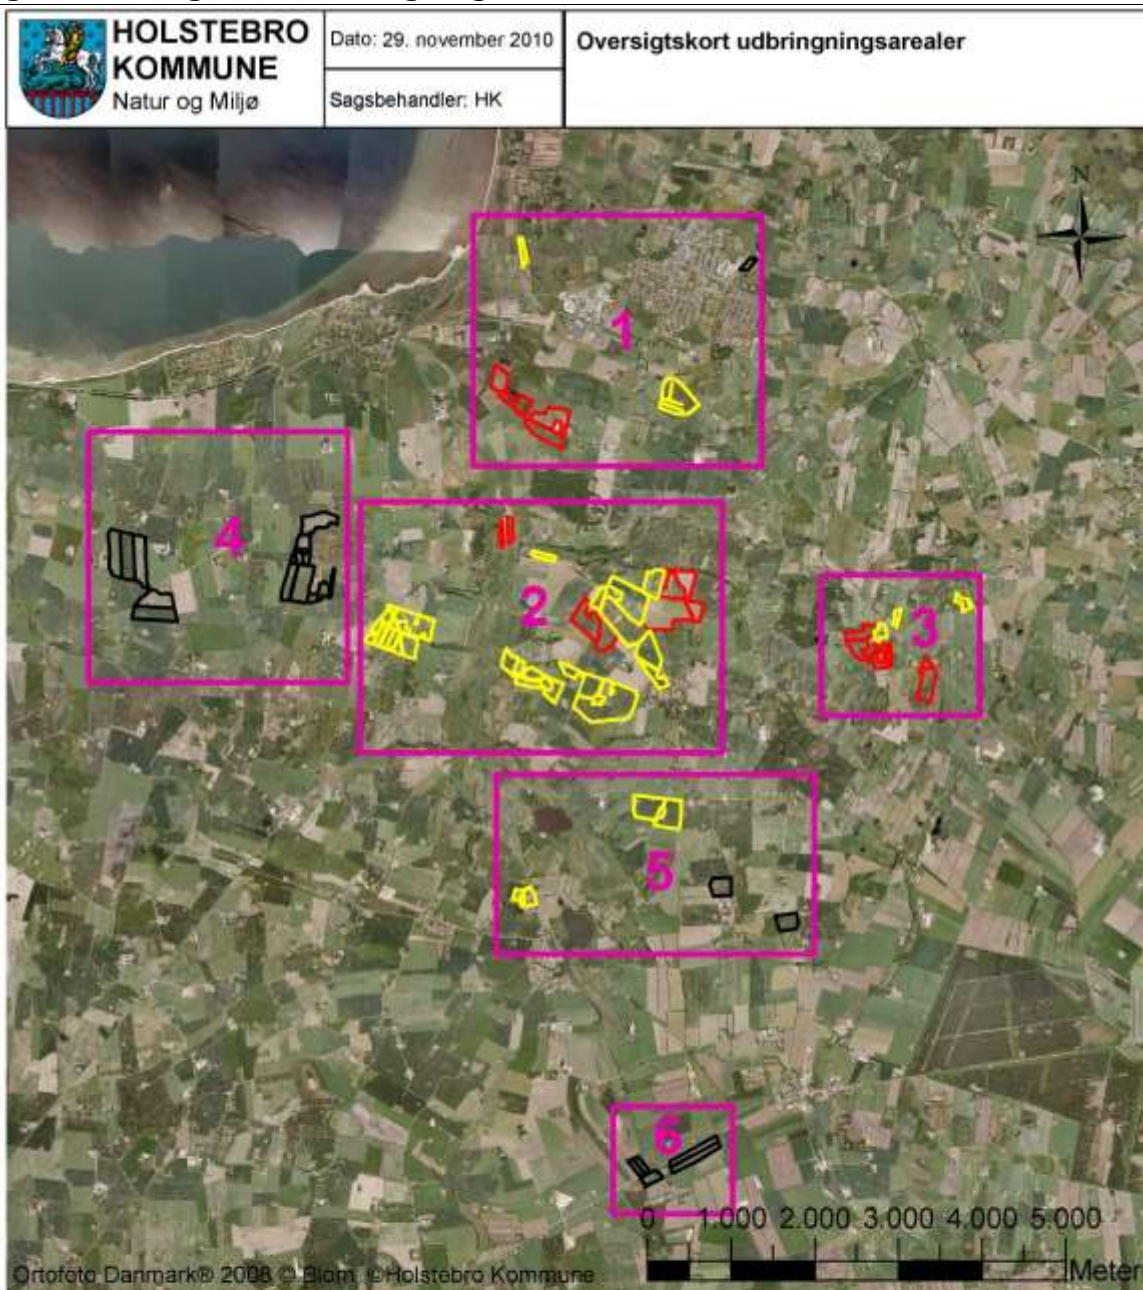 HOLSTEBRO
KOMMUNE
Natur og Miljø
Dato: 29. november 2010
Sagsbehandler: HK
Oversigtskort udbringningsarealer
N
1
4
2
3
5
6
0 1.000 2.000 3.000 4.000 5.000
Meter
Ortofoto Danmark® 2008 © Blom, ©Holstebro Kommune